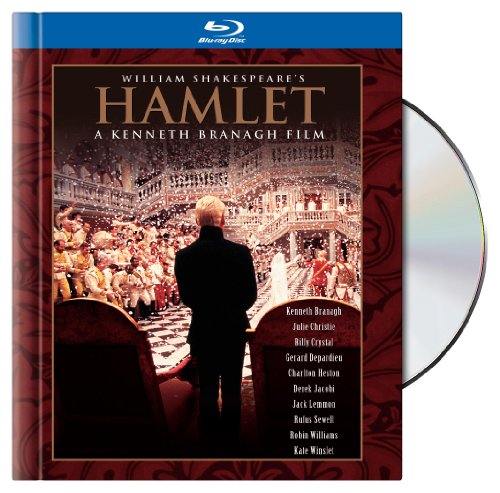 Blu-ray Disc
WILLIAM SHAKESPEARE'S
HAMLET
A KENNETH BRANAGH FILM
Kenneth Branagh
Julie Christie
Billy Crystal
Gerard Depardieu
Charlton Heston
Derek Jacobi
Jack Lemmon
Rufus Sewell
Robin Williams
Kate Winslet